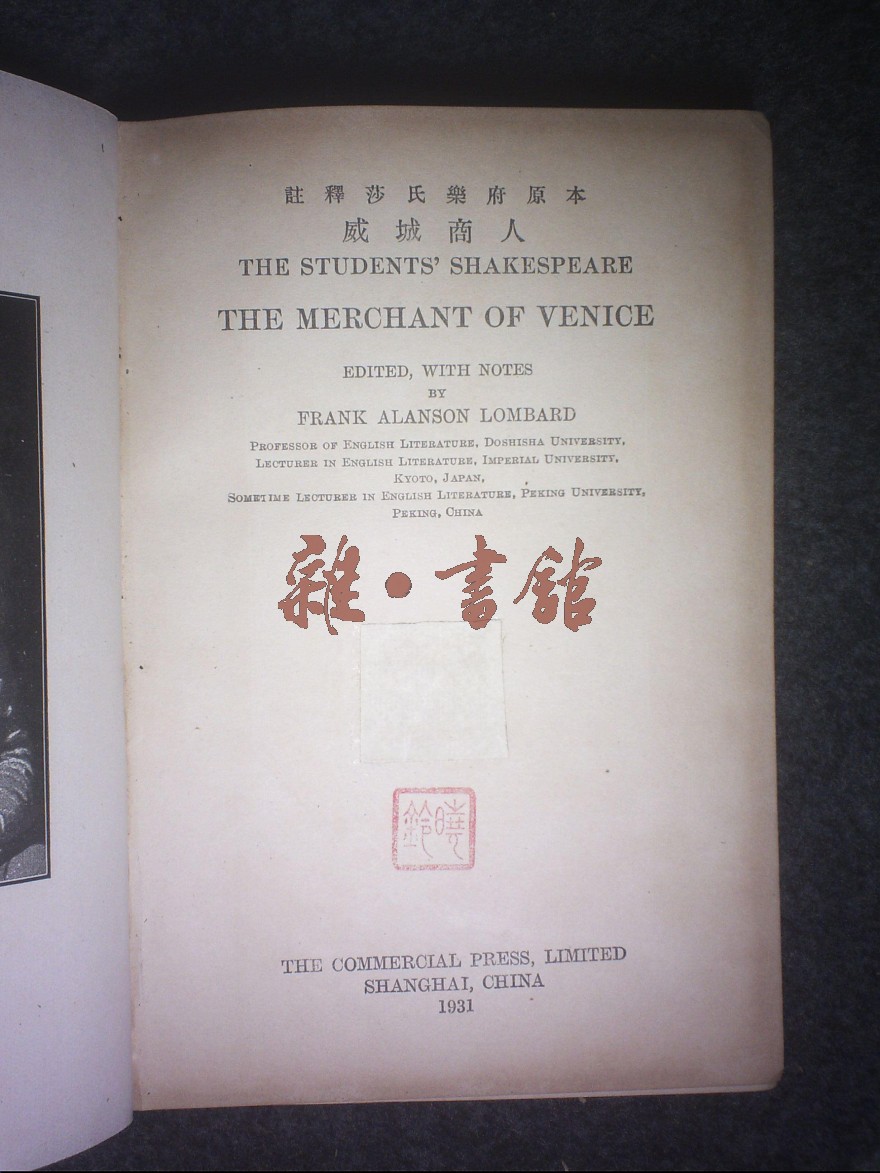 註釋莎氏樂府原本
威城商人
THE STUDENTS' SHAKESPEARE
THE MERCHANT OF VENICE
EDITED, WITH NOTES
BY
FRANK ALANSON LOMBARD
PROFESSOR OF ENGLISH LITERATURE, DOSHISHA UNIVERSITY,
LECTURER IN ENGLISH LITERATURE, IMPERIAL UNIVERSITY,
KYOTO, JAPAN,
SOMETIME LECTURER IN ENGLISH LITERATURE, PEKING UNIVERSITY,
PEKING, CHINA
雜·書館
曉鈴
THE COMMERCIAL PRESS, LIMITED
SHANGHAI, CHINA
1931